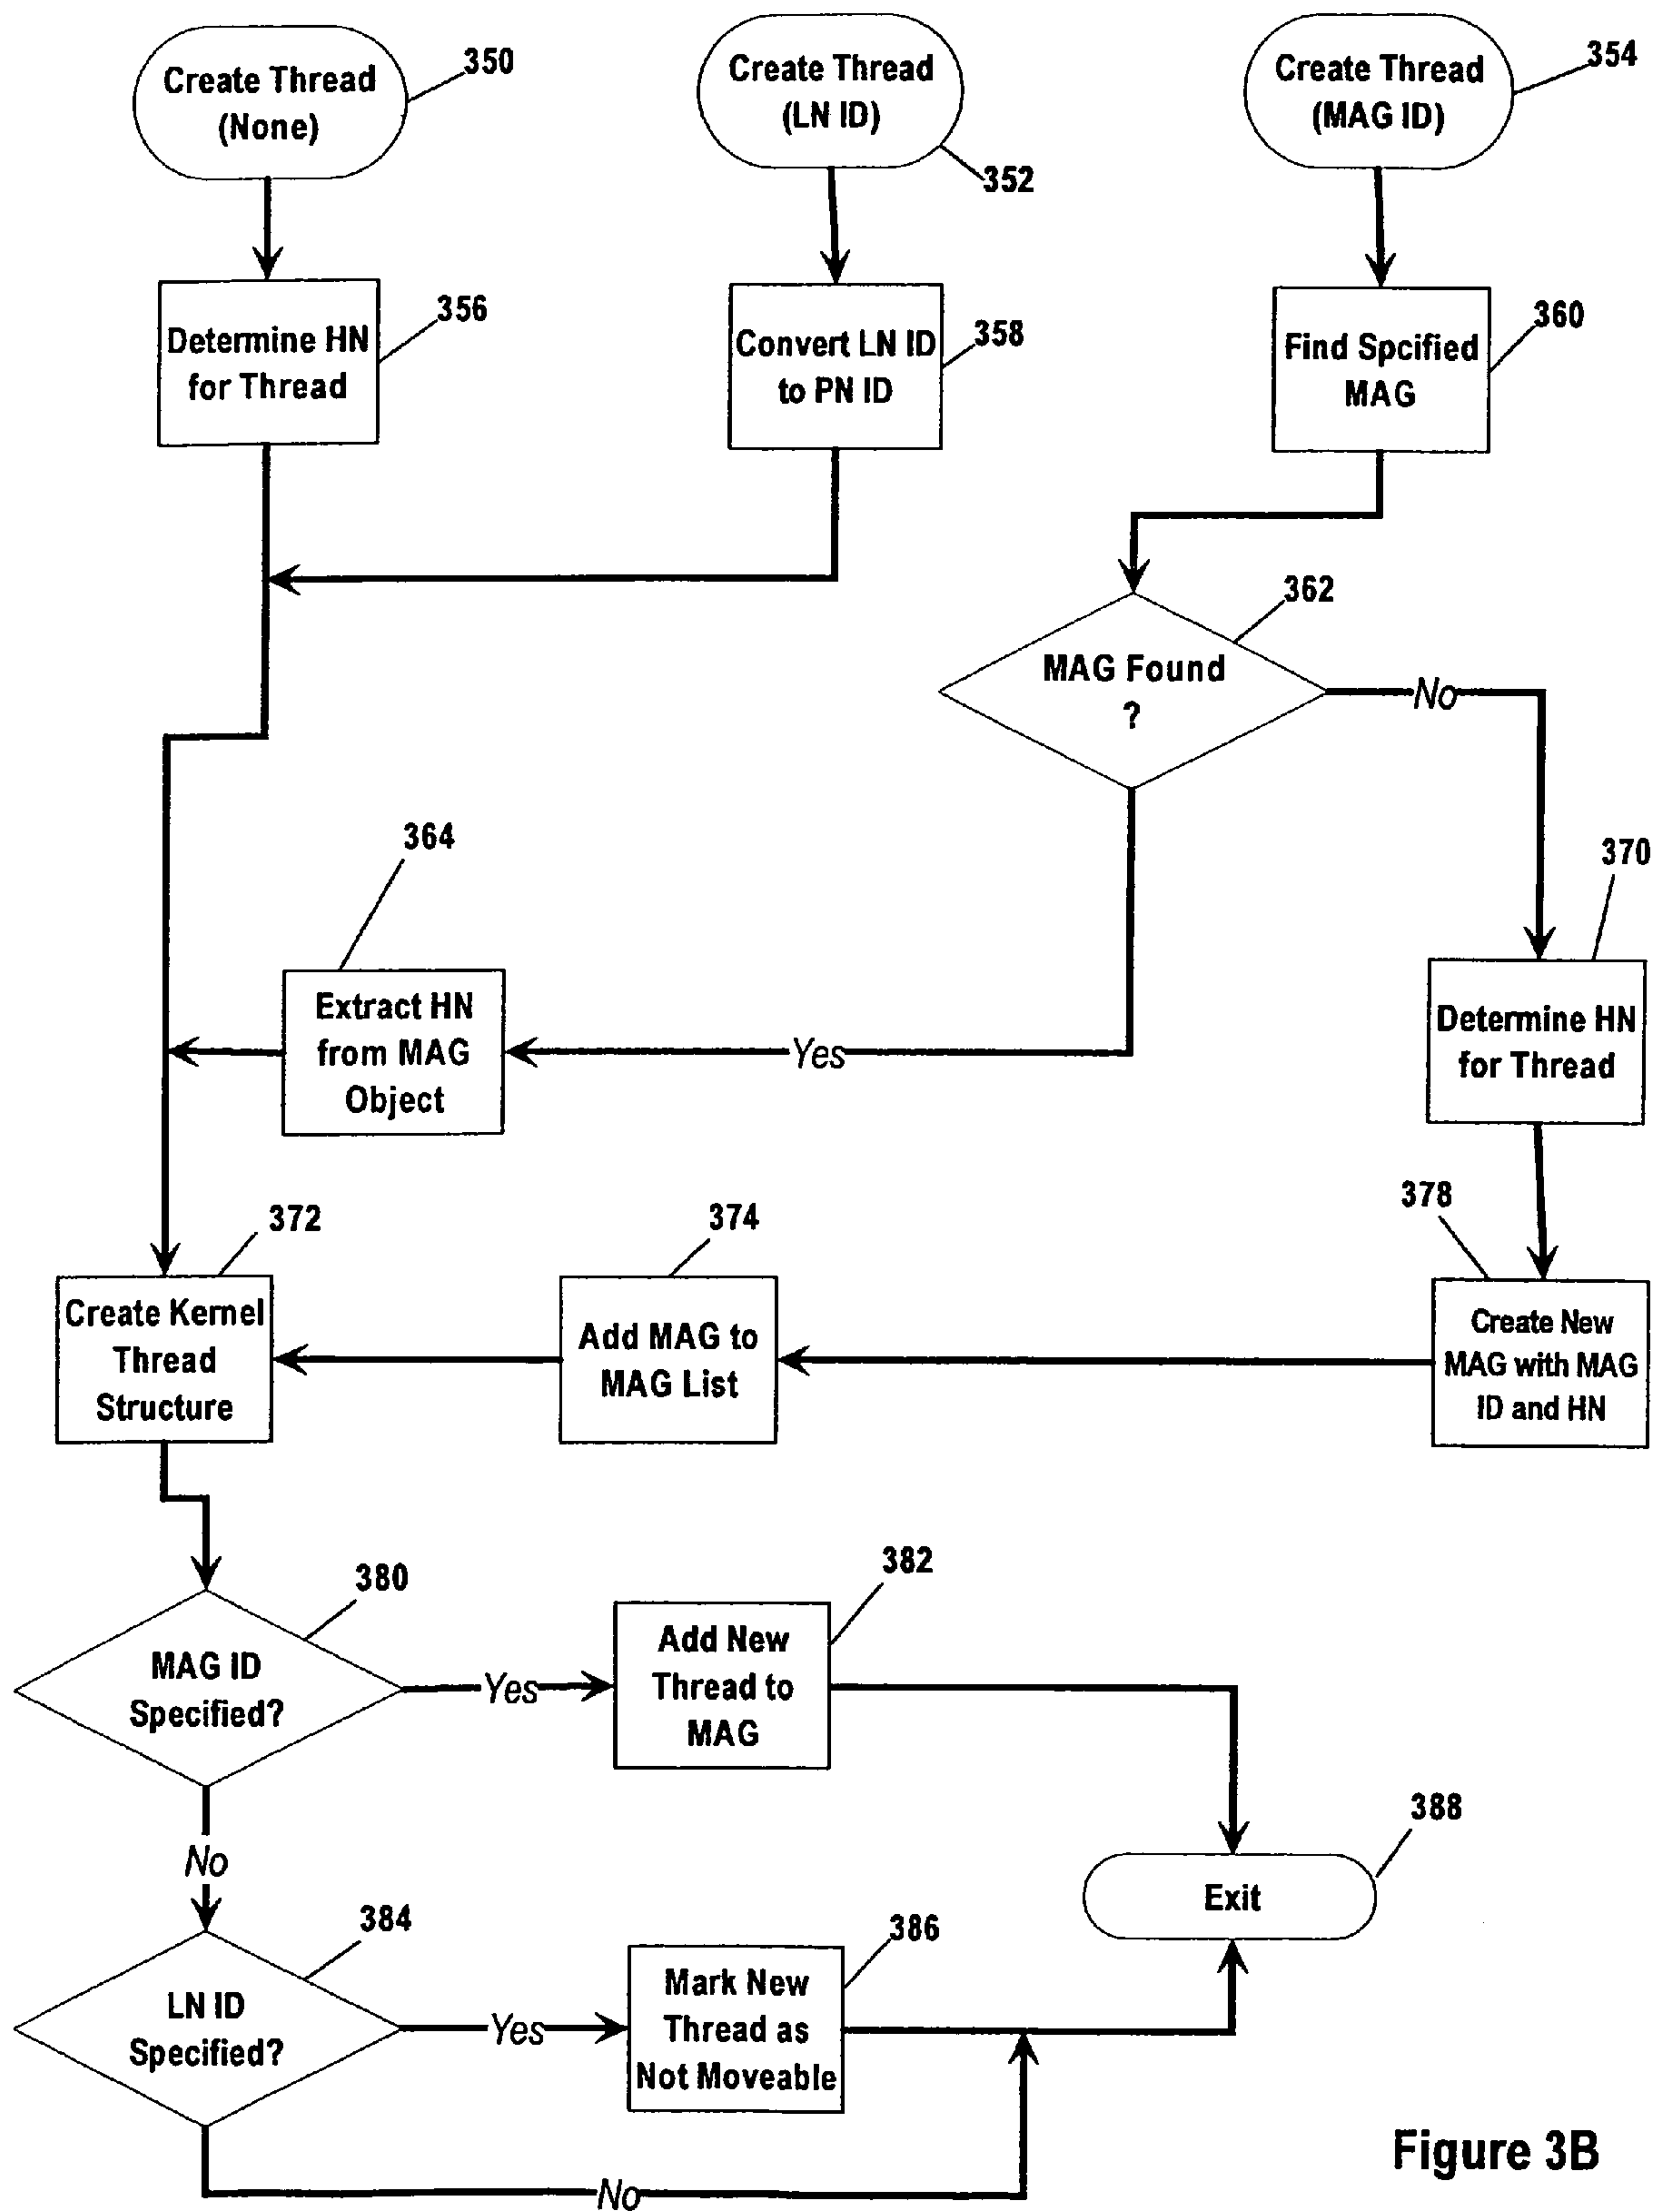 Create Thread
(None)
350
Create Thread
(LN ID)
352
Create Thread
(MAG ID)
354
Determine HN
for Thread
356
Convert LN ID
to PN ID
358
Find Spcified
MAG
360
MAG Found
?
362
No
Yes
364
Extract HN
from MAG
Object
370
Determine HN
for Thread
372
Create Kernel
Thread
Structure
374
Add MAG to
MAG List
378
Create New
MAG with MAG
ID and HN
380
MAG ID
Specified?
Yes
382
Add New
Thread to
MAG
No
388
Exit
384
LN ID
Specified?
Yes
386
Mark New
Thread as
Not Moveable
No
Figure 3B